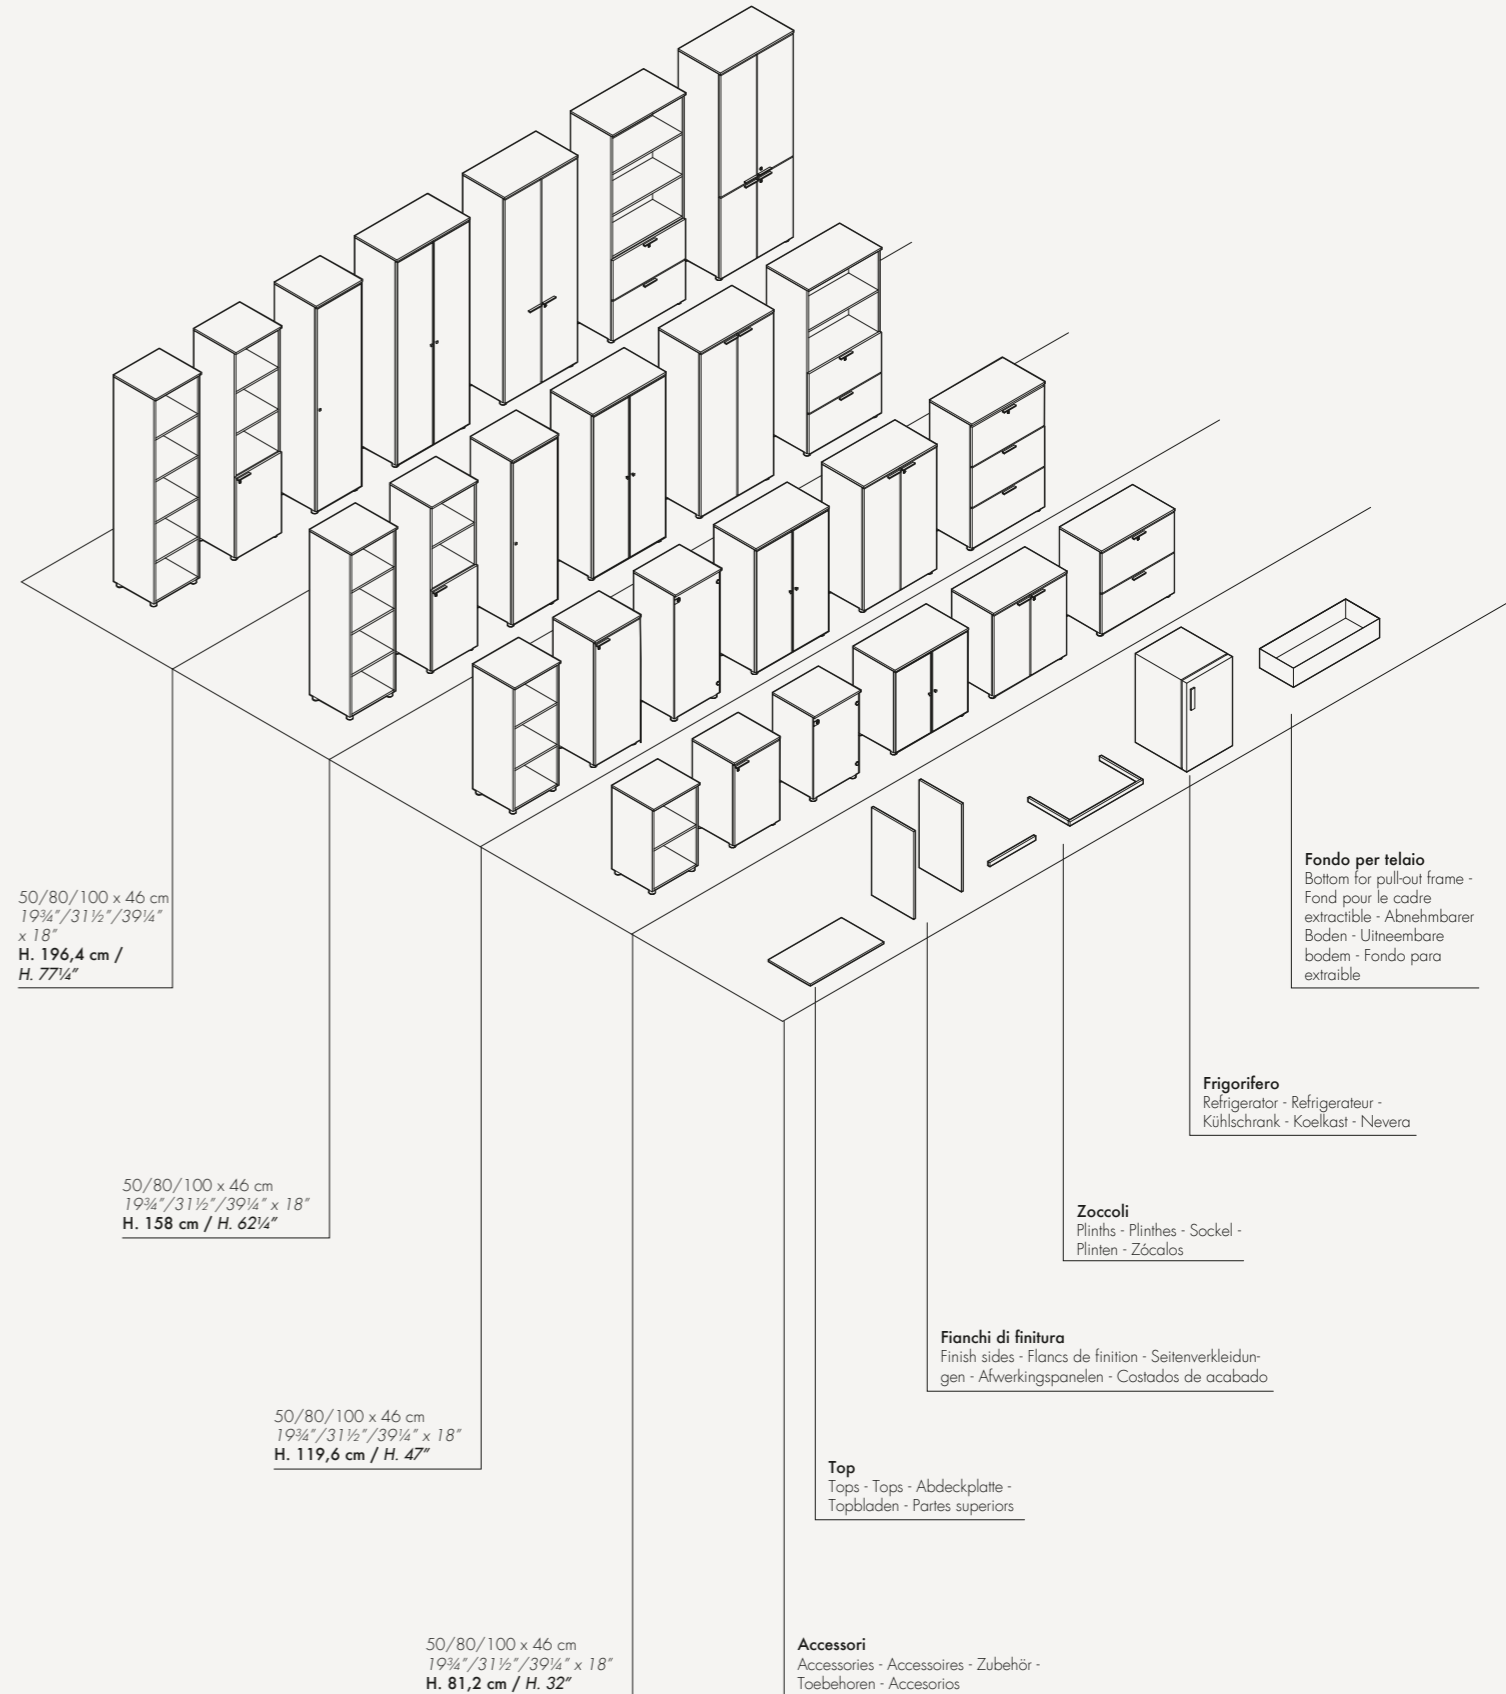 50/80/100 x 46 cm
19¾”/31½”/39¼”
x 18”
H. 196,4 cm /
H. 77¼”
50/80/100 x 46 cm
19¾”/31½”/39¼” x 18”
H. 158 cm / H. 62¼”
50/80/100 x 46 cm
19¾”/31½”/39¼” x 18”
H. 119,6 cm / H. 47”
50/80/100 x 46 cm
19¾”/31½”/39¼” x 18”
H. 81,2 cm / H. 32”
Accessori
Accessories - Accessoires - Zubehör -
Toebehoren - Accesorios
Top
Tops - Tops - Abdeckplatte -
Topbladen - Partes superiors
Fianchi di finitura
Finish sides - Flancs de finition - Seitenverkleidun-
gen - Afwerkingspanelen - Costados de acabado
Zoccoli
Plinths - Plinthes - Sockel -
Plinten - Zócalos
Frigorifero
Refrigerator - Refrigerateur -
Kühlschrank - Koelkast - Nevera
Fondo per telaio
Bottom for pull-out frame -
Fond pour le cadre
extractible - Abnehmbarer
Boden - Uitneembare
bodem - Fondo para
extraible